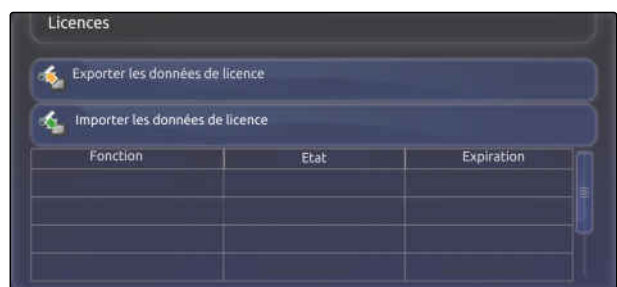 Licences
Exporter les données de licence
Importer les données de licence
Fonction Etat Expiration